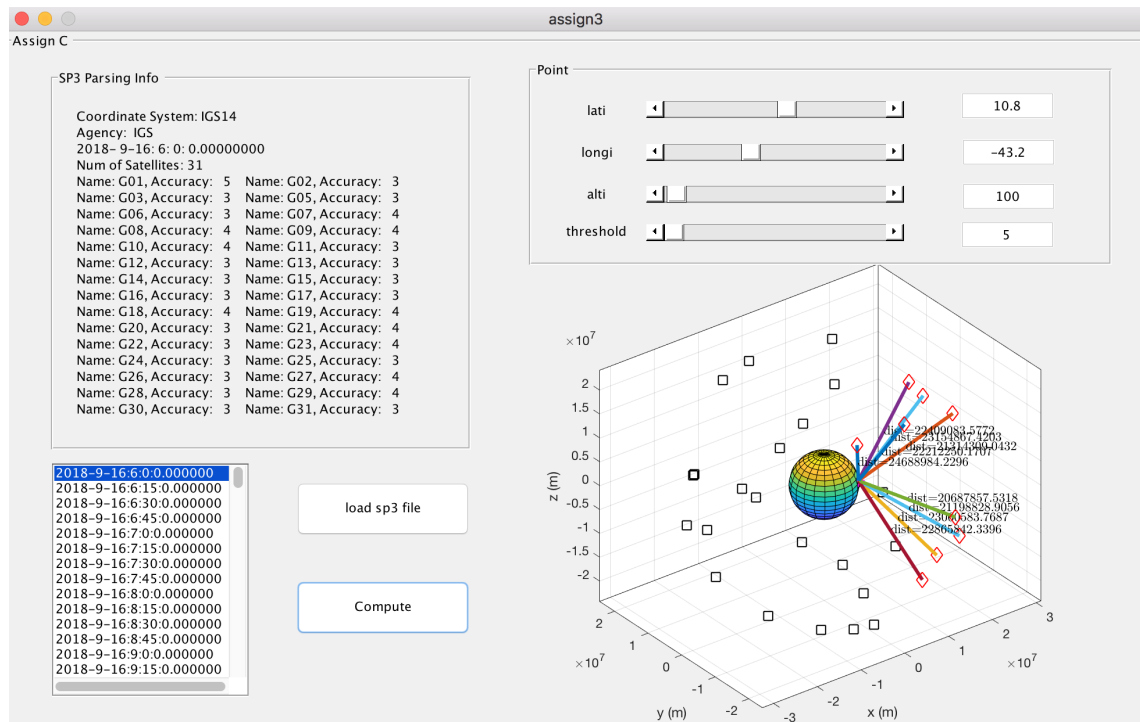 assign3
Assign C
SP3 Parsing Info
Coordinate System: IGS14
Agency: IGS
2018- 9-16: 6: 0: 0.00000000
Num of Satellites: 31
Name: G01, Accuracy: 5 Name: G02, Accuracy: 3
Name: G03, Accuracy: 3 Name: G05, Accuracy: 3
Name: G06, Accuracy: 3 Name: G07, Accuracy: 4
Name: G08, Accuracy: 4 Name: G09, Accuracy: 4
Name: G10, Accuracy: 4 Name: G11, Accuracy: 3
Name: G12, Accuracy: 3 Name: G13, Accuracy: 3
Name: G14, Accuracy: 3 Name: G15, Accuracy: 3
Name: G16, Accuracy: 3 Name: G17, Accuracy: 3
Name: G18, Accuracy: 4 Name: G19, Accuracy: 4
Name: G20, Accuracy: 3 Name: G21, Accuracy: 4
Name: G22, Accuracy: 3 Name: G23, Accuracy: 4
Name: G24, Accuracy: 3 Name: G25, Accuracy: 3
Name: G26, Accuracy: 3 Name: G27, Accuracy: 4
Name: G28, Accuracy: 3 Name: G29, Accuracy: 4
Name: G30, Accuracy: 3 Name: G31, Accuracy: 3
2018-9-16:6:0:0.000000
2018-9-16:6:15:0.000000
2018-9-16:6:30:0.000000
2018-9-16:6:45:0.000000
2018-9-16:7:0:0.000000
2018-9-16:7:15:0.000000
2018-9-16:7:30:0.000000
2018-9-16:7:45:0.000000
2018-9-16:8:0:0.000000
2018-9-16:8:15:0.000000
2018-9-16:8:30:0.000000
2018-9-16:8:45:0.000000
2018-9-16:9:0:0.000000
2018-9-16:9:15:0.000000
load sp3 file
Compute
Point
lati 10.8
longi -43.2
alti 100
threshold 5
×10⁷
2
1.5
1
0.5
0
-0.5
-1
-1.5
-2
z (m)
dist=22409083.5772
dist=23154867.4203
dist=21314309.0432
dist=22212250.1707
dist=24688984.2296
dist=20687857.5318
dist=21198828.9056
dist=23060583.7687
dist=22865842.3396
2
1
0
-1
-2
×10⁷
y (m)
-3
-2
-1
0
1
2
3
×10⁷
x (m)